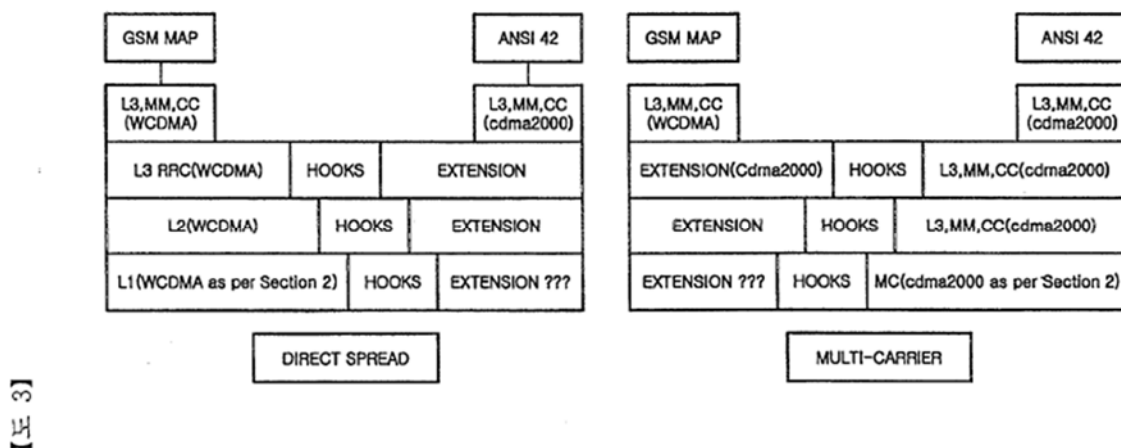 GSM MAP
ANSI 42
L3,MM,CC
(WCDMA)
L3,MM,CC
(cdma2000)
L3 RRC(WCDMA)
HOOKS
EXTENSION
L2(WCDMA)
HOOKS
EXTENSION
L1(WCDMA as per Section 2)
HOOKS
EXTENSION ???
DIRECT SPREAD
GSM MAP
ANSI 42
L3,MM,CC
(WCDMA)
L3,MM,CC
(cdma2000)
EXTENSION(Cdma2000)
HOOKS
L3,MM,CC(cdma2000)
EXTENSION
HOOKS
L3,MM,CC(cdma2000)
EXTENSION ???
HOOKS
MC(cdma2000 as per Section 2)
MULTI-CARRIER
【도 3】